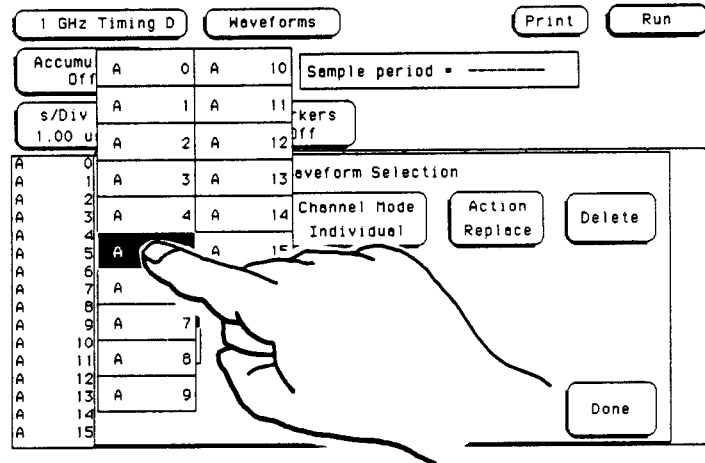 1 GHz Timing D Waveforms Print Run
Accumu
Off
Sample period = --------
s/Div
1.00 u
rkers
Off
A 0 A 10
A 1 A 11
A 2 A 12
A 3 A 13
A 4 A 14
A A 15
A
A 7
A 8
A 9
aveform Selection
Channel Mode
Individual
Action
Replace
Delete
Done
A 0
A 1
A 2
A 3
A 4
A 5
A 6
A 7
A 8
A 9
A 10
A 11
A 12
A 13
A 14
A 15